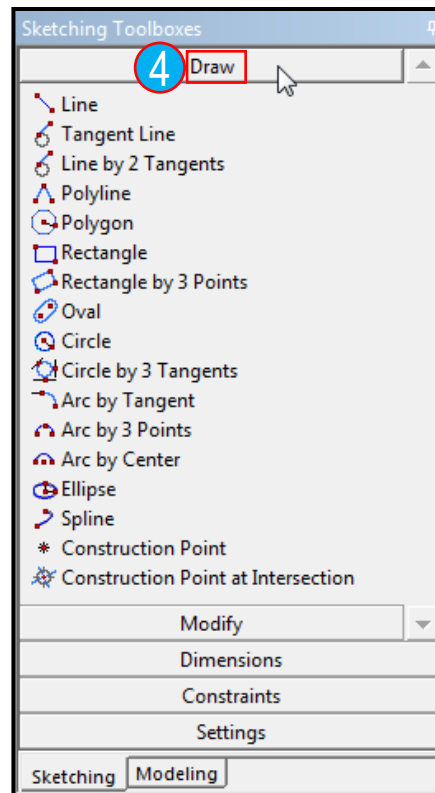 Sketching Toolboxes
4 Draw
Line
Tangent Line
Line by 2 Tangents
Polyline
Polygon
Rectangle
Rectangle by 3 Points
Oval
Circle
Circle by 3 Tangents
Arc by Tangent
Arc by 3 Points
Arc by Center
Ellipse
Spline
Construction Point
Construction Point at Intersection
Modify
Dimensions
Constraints
Settings
Sketching Modeling